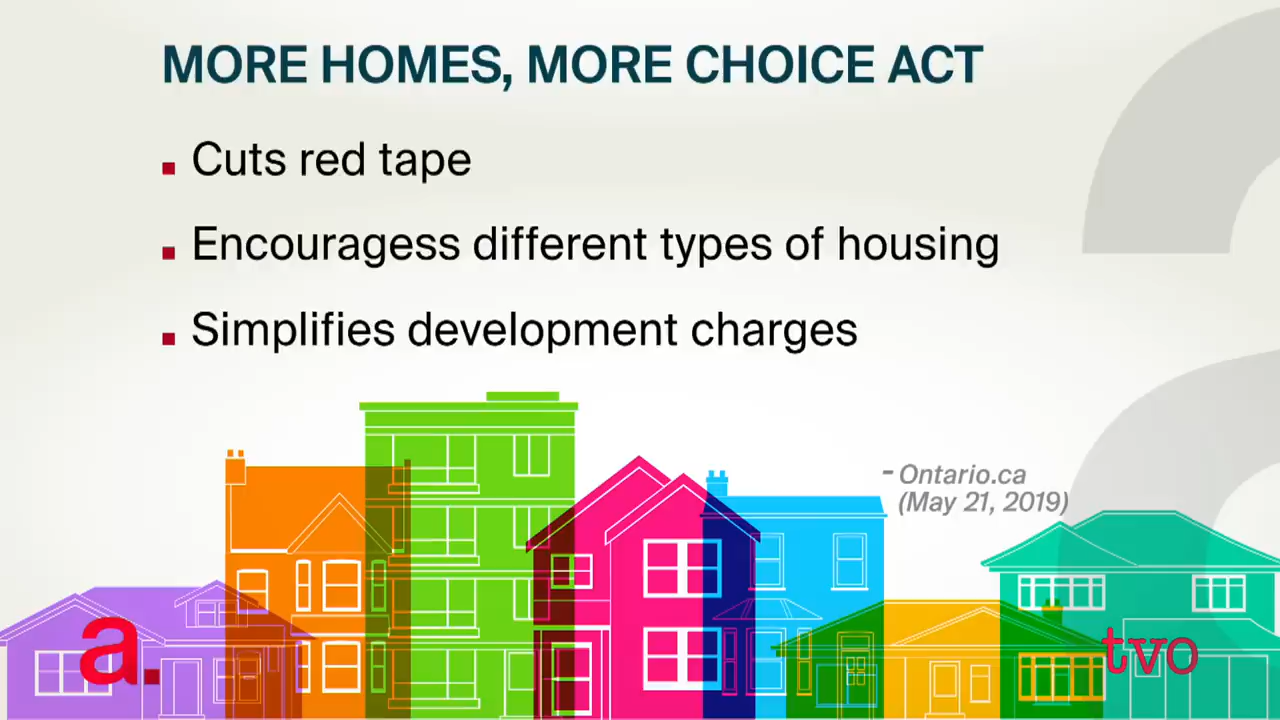 MORE HOMES, MORE CHOICE ACT
Cuts red tape
Encouragess different types of housing
Simplifies development charges
- Ontario.ca
(May 21, 2019)
a.
tvo